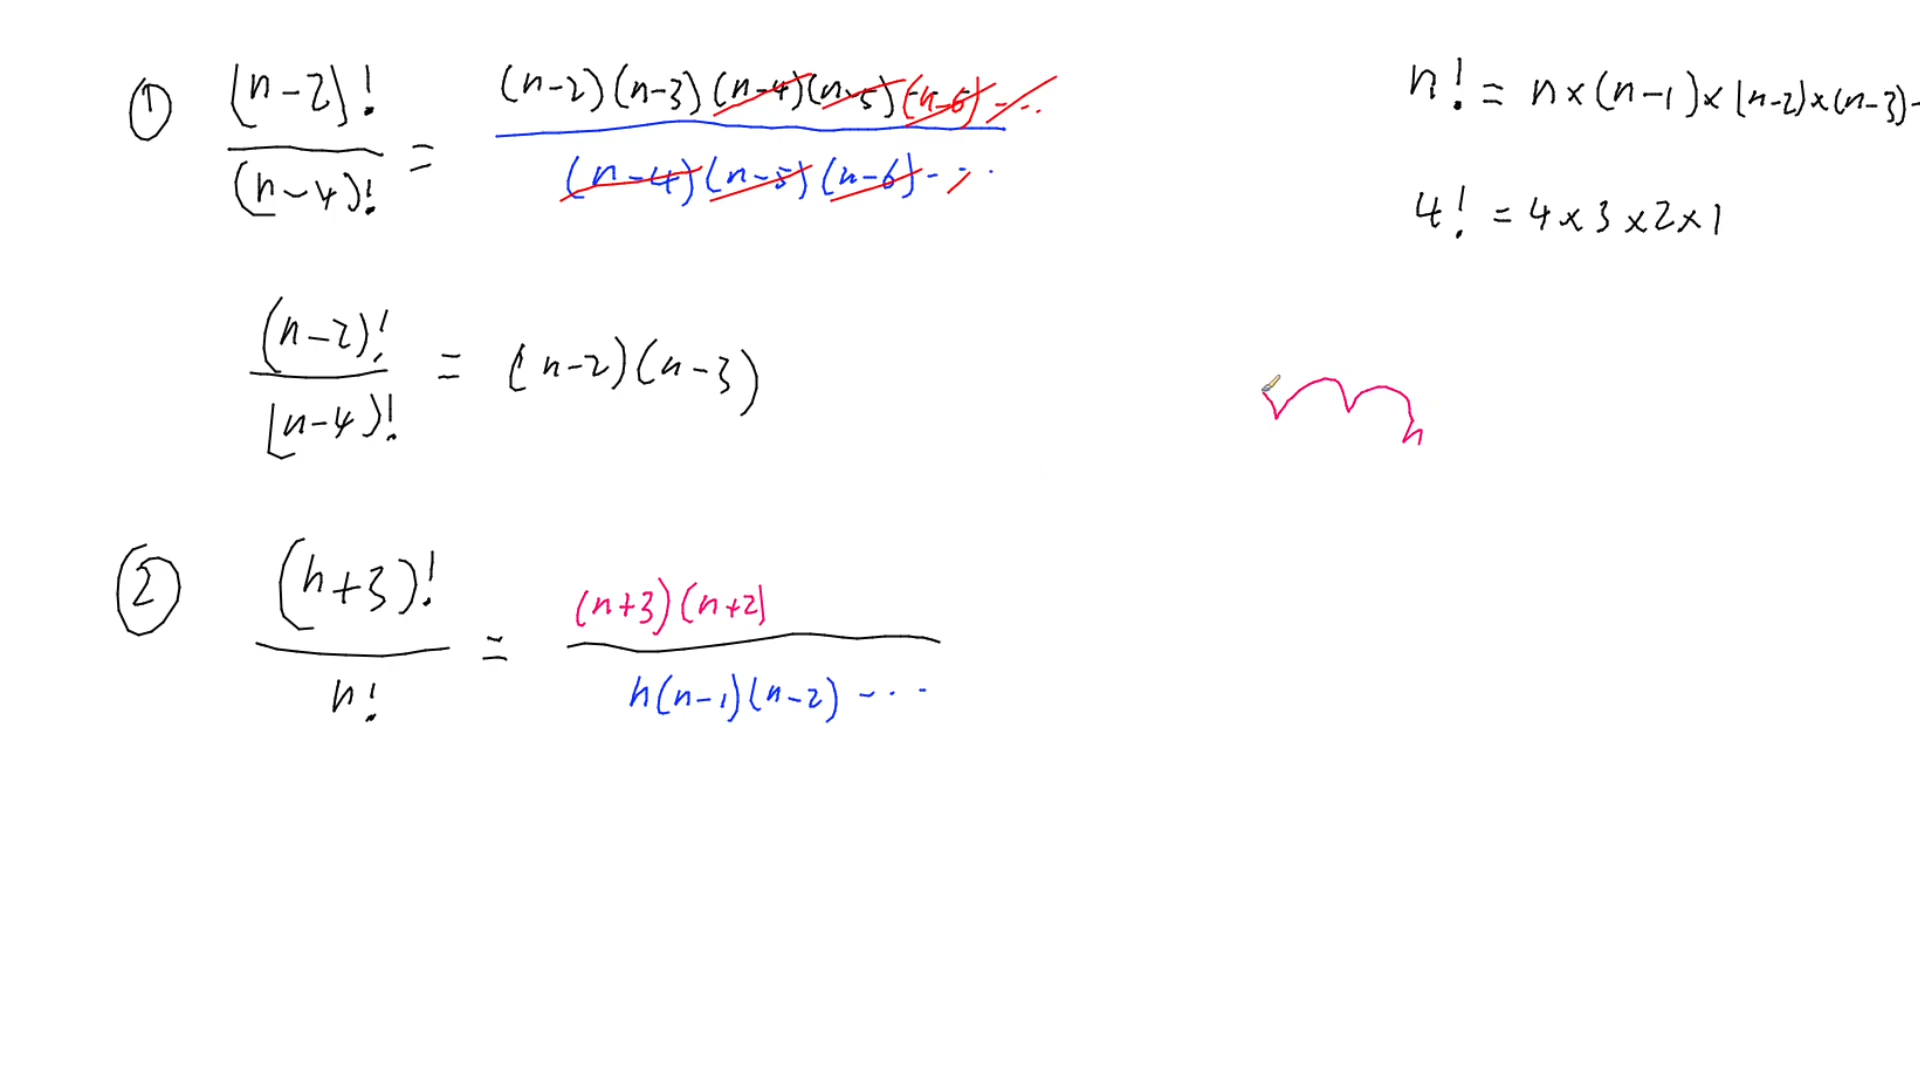 ① (n-2)! / (n-4)! = (n-2)(n-3)(n-4)(n-5)(n-6)-... / (n-4)(n-5)(n-6)-...
n! = n×(n-1)×(n-2)×(n-3)-
4! = 4×3×2×1
(n-2)! / (n-4)! = (n-2)(n-3)
n
② (n+3)! / n! = (n+3)(n+2) / n(n-1)(n-2)-...